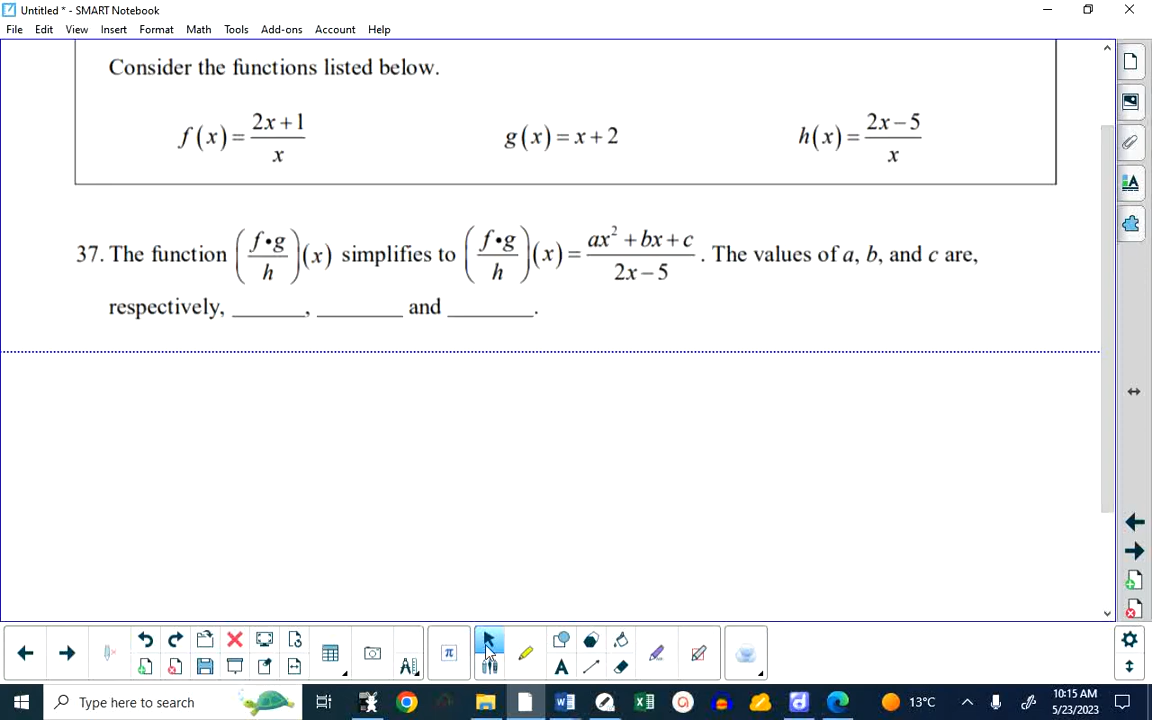 Untitled * - SMART Notebook
File Edit View Insert Format Math Tools Add-ons Account Help
Consider the functions listed below.
f(x) = (2x+1)/x g(x) = x+2 h(x) = (2x−5)/x
37. The function (f•g/h)(x) simplifies to (f•g/h)(x) = (ax²+bx+c)/(2x−5). The values of a, b, and c are,
respectively, ______, _______ and _______.
Type here to search
13°C
10:15 AM
5/23/2023